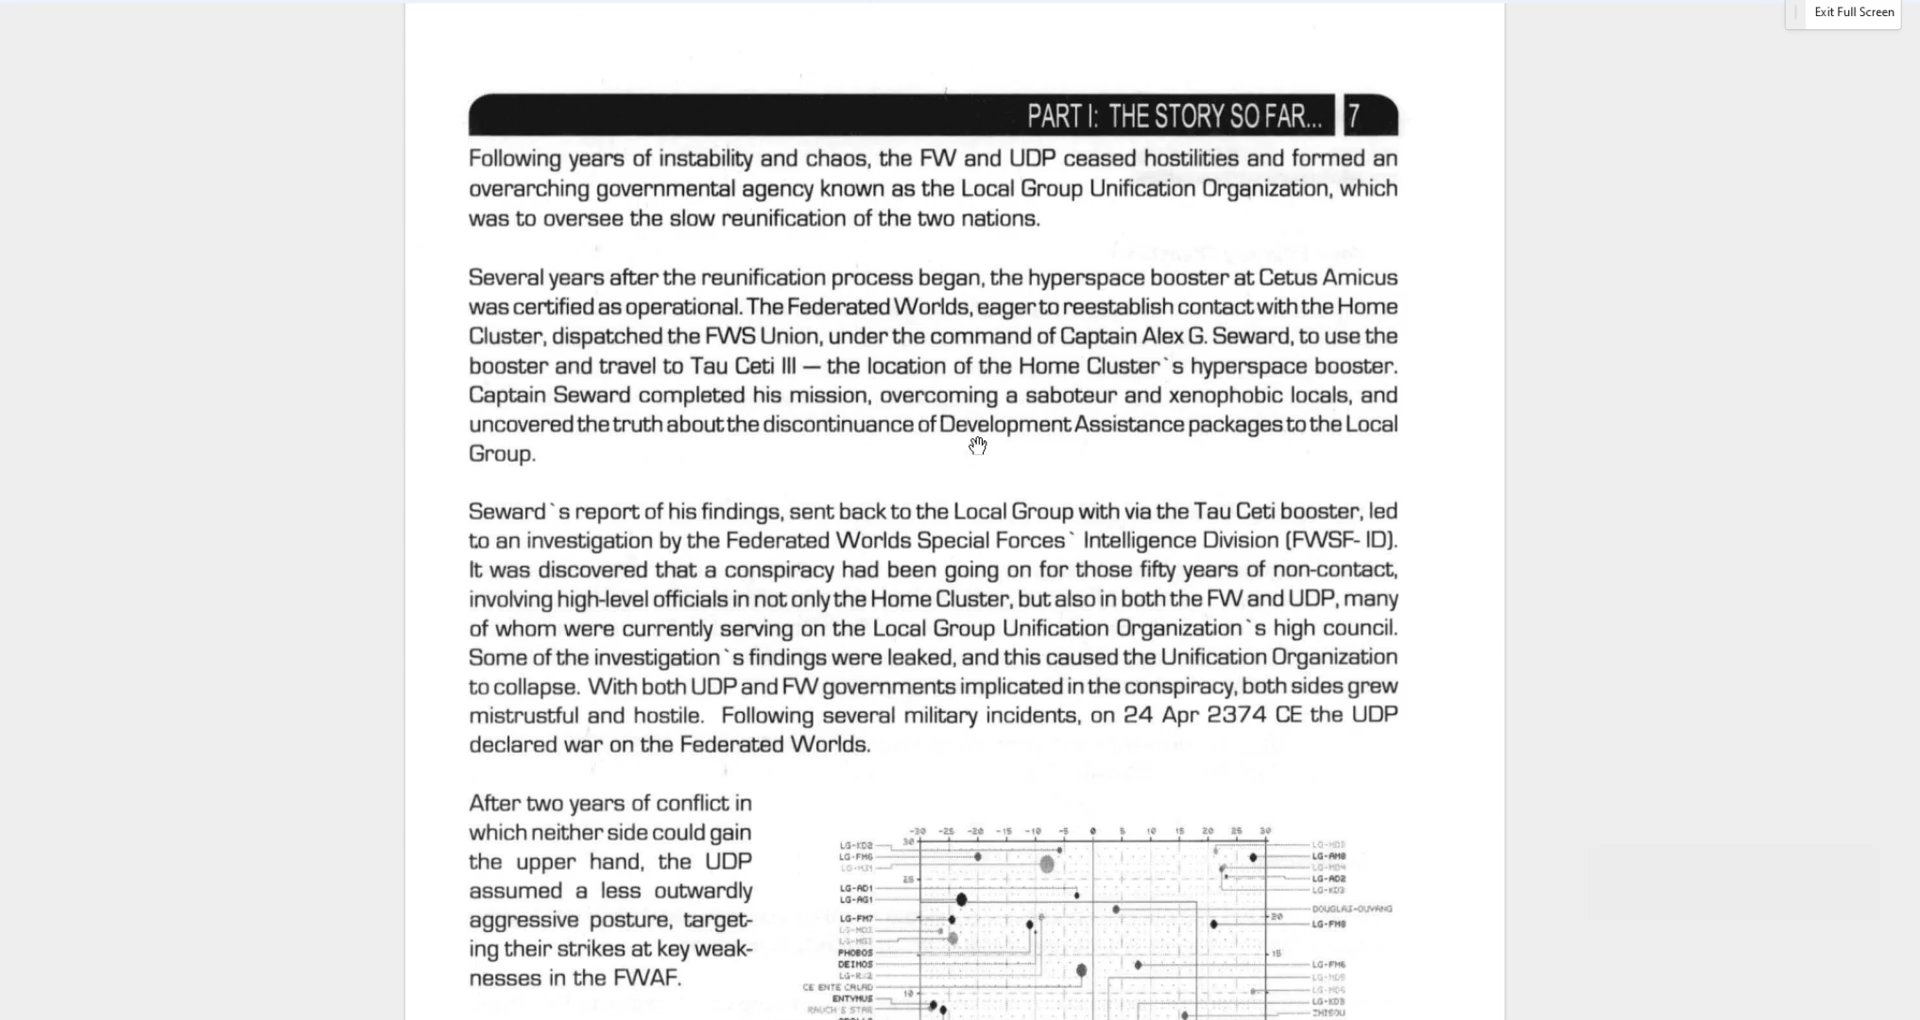 Exit Full Screen
PART I: THE STORY SO FAR... 7
Following years of instability and chaos, the FW and UDP ceased hostilities and formed an
overarching governmental agency known as the Local Group Unification Organization, which
was to oversee the slow reunification of the two nations.
Several years after the reunification process began, the hyperspace booster at Cetus Amicus
was certified as operational. The Federated Worlds, eager to reestablish contact with the Home
Cluster, dispatched the FWS Union, under the command of Captain Alex G. Seward, to use the
booster and travel to Tau Ceti III — the location of the Home Cluster`s hyperspace booster.
Captain Seward completed his mission, overcoming a saboteur and xenophobic locals, and
uncovered the truth about the discontinuance of Development Assistance packages to the Local
Group.
Seward`s report of his findings, sent back to the Local Group with via the Tau Ceti booster, led
to an investigation by the Federated Worlds Special Forces` Intelligence Division (FWSF- ID).
It was discovered that a conspiracy had been going on for those fifty years of non-contact,
involving high-level officials in not only the Home Cluster, but also in both the FW and UDP, many
of whom were currently serving on the Local Group Unification Organization`s high council.
Some of the investigation`s findings were leaked, and this caused the Unification Organization
to collapse. With both UDP and FW governments implicated in the conspiracy, both sides grew
mistrustful and hostile. Following several military incidents, on 24 Apr 2374 CE the UDP
declared war on the Federated Worlds.
After two years of conflict in
which neither side could gain
the upper hand, the UDP
assumed a less outwardly
aggressive posture, target-
ing their strikes at key weak-
nesses in the FWAF.
-30 -25 -20 -15 -10 -5 0 5 10 15 20 25 30
30
25
10
20
15
LG-KD2
LG-FM6
LG-AD1
LG-AG1
LG-FM7
PHOBOS
DEIMOS
CE ENTE CALAD
ENTYMUS
RAUCH'S STAR
LG-AM8
LG-AD2
LG-KD3
DOUGLAS-OUYANG
LG-FM8
LG-FM6